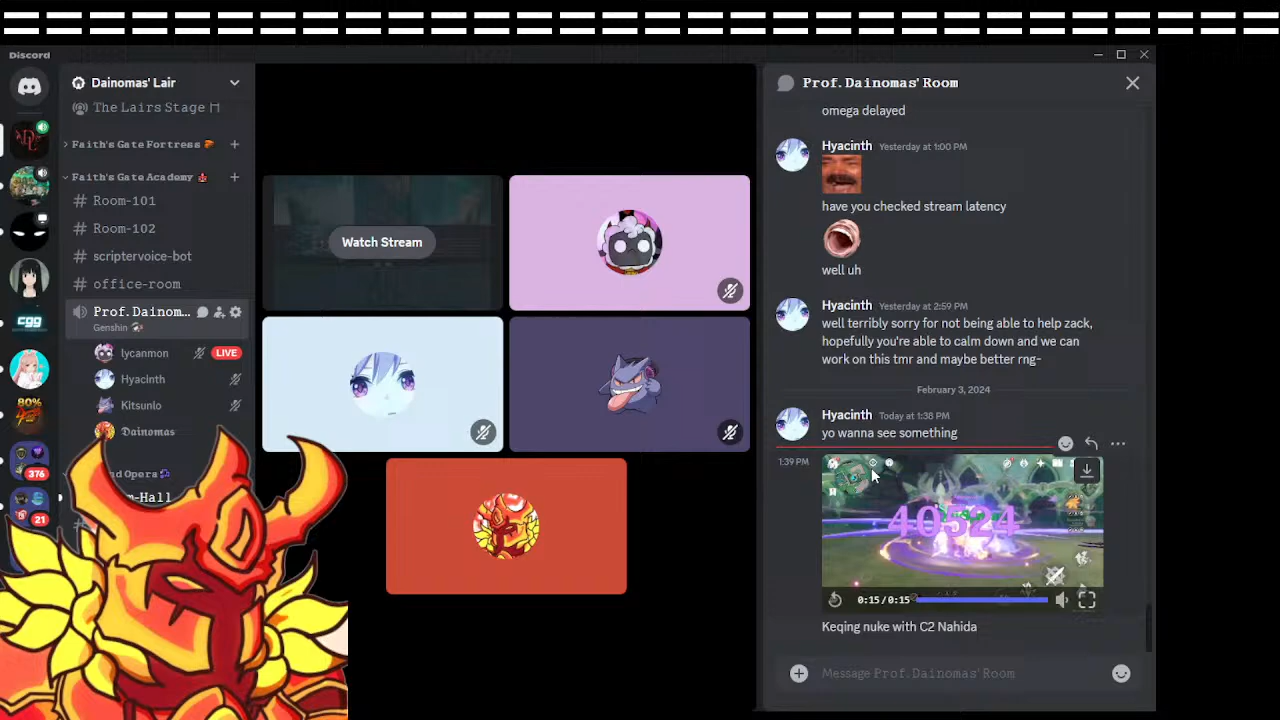 Discord
Dainomas' Lair
The Lairs Stage
Faith's Gate Fortress
Faith's Gate Academy
# Room-101
# Room-102
# scriptervoice-bot
# office-room
Prof. Dainom...
Genshin
lycanmon LIVE
Hyacinth
Kitsunlo
Dainomas
cgg
80%
376
21
nd Opera
m-Hall
#
Watch Stream
Prof. Dainomas' Room
omega delayed
Hyacinth Yesterday at 1:00 PM
have you checked stream latency
well uh
Hyacinth Yesterday at 2:59 PM
well terribly sorry for not being able to help zack,
hopefully you're able to calm down and we can
work on this tmr and maybe better rng-
February 3, 2024
Hyacinth Today at 1:38 PM
yo wanna see something
1:39 PM
40524
0:15/0:15
Keqing nuke with C2 Nahida
Message Prof. Dainomas' Room